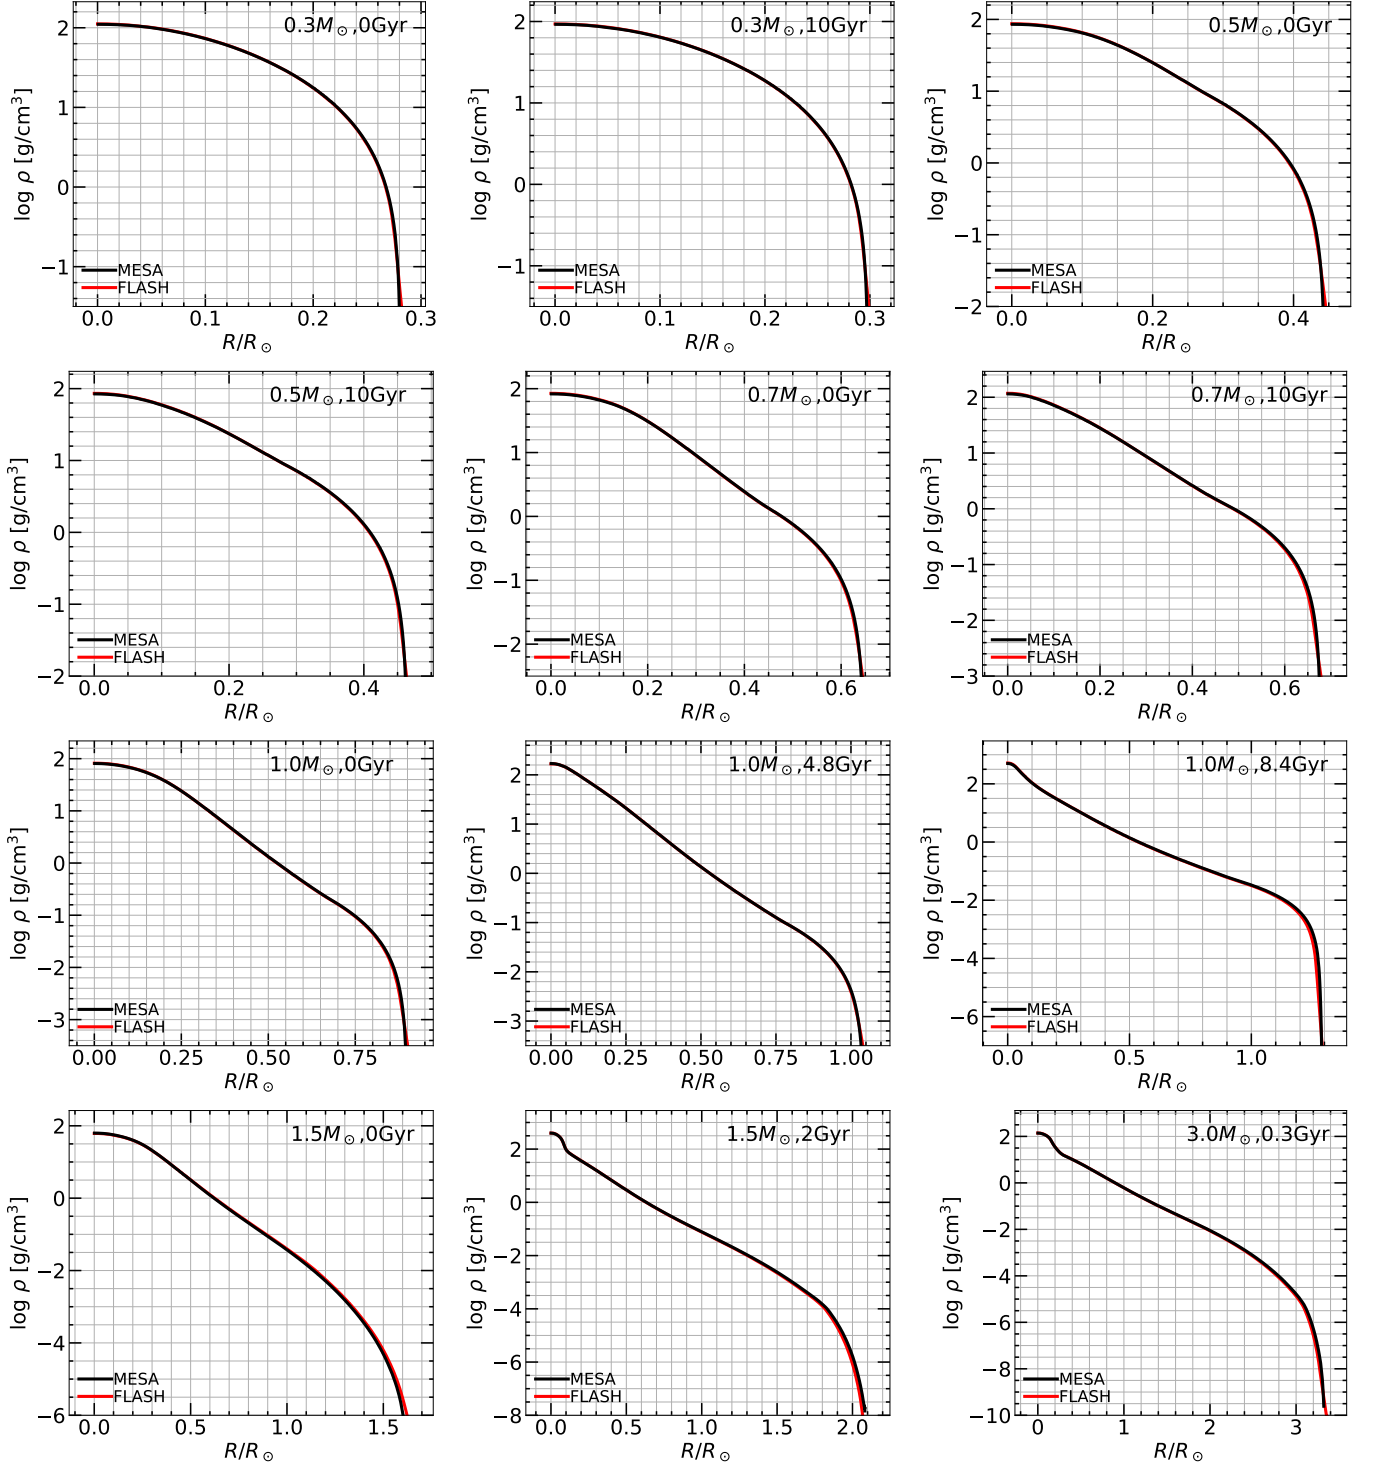 0.3M⊙,0Gyr
log ρ [g/cm³]
2
1
0
−1
MESA
FLASH
0.0 0.1 0.2 0.3
R/R⊙
0.3M⊙,10Gyr
log ρ [g/cm³]
2
1
0
−1
MESA
FLASH
0.0 0.1 0.2 0.3
R/R⊙
0.5M⊙,0Gyr
log ρ [g/cm³]
2
1
0
−1
−2
MESA
FLASH
0.0 0.2 0.4
R/R⊙
0.5M⊙,10Gyr
log ρ [g/cm³]
2
1
0
−1
−2
MESA
FLASH
0.0 0.2 0.4
R/R⊙
0.7M⊙,0Gyr
log ρ [g/cm³]
2
1
0
−1
−2
MESA
FLASH
0.0 0.2 0.4 0.6
R/R⊙
0.7M⊙,10Gyr
log ρ [g/cm³]
2
1
0
−1
−2
−3
MESA
FLASH
0.0 0.2 0.4 0.6
R/R⊙
1.0M⊙,0Gyr
log ρ [g/cm³]
2
1
0
−1
−2
−3
MESA
FLASH
0.00 0.25 0.50 0.75
R/R⊙
1.0M⊙,4.8Gyr
log ρ [g/cm³]
2
1
0
−1
−2
−3
MESA
FLASH
0.00 0.25 0.50 0.75 1.00
R/R⊙
1.0M⊙,8.4Gyr
log ρ [g/cm³]
2
0
−2
−4
−6
MESA
FLASH
0.0 0.5 1.0
R/R⊙
1.5M⊙,0Gyr
log ρ [g/cm³]
2
0
−2
−4
−6
MESA
FLASH
0.0 0.5 1.0 1.5
R/R⊙
1.5M⊙,2Gyr
log ρ [g/cm³]
2
0
−2
−4
−6
−8
MESA
FLASH
0.0 0.5 1.0 1.5 2.0
R/R⊙
3.0M⊙,0.3Gyr
log ρ [g/cm³]
2
0
−2
−4
−6
−8
−10
MESA
FLASH
0 1 2 3
R/R⊙